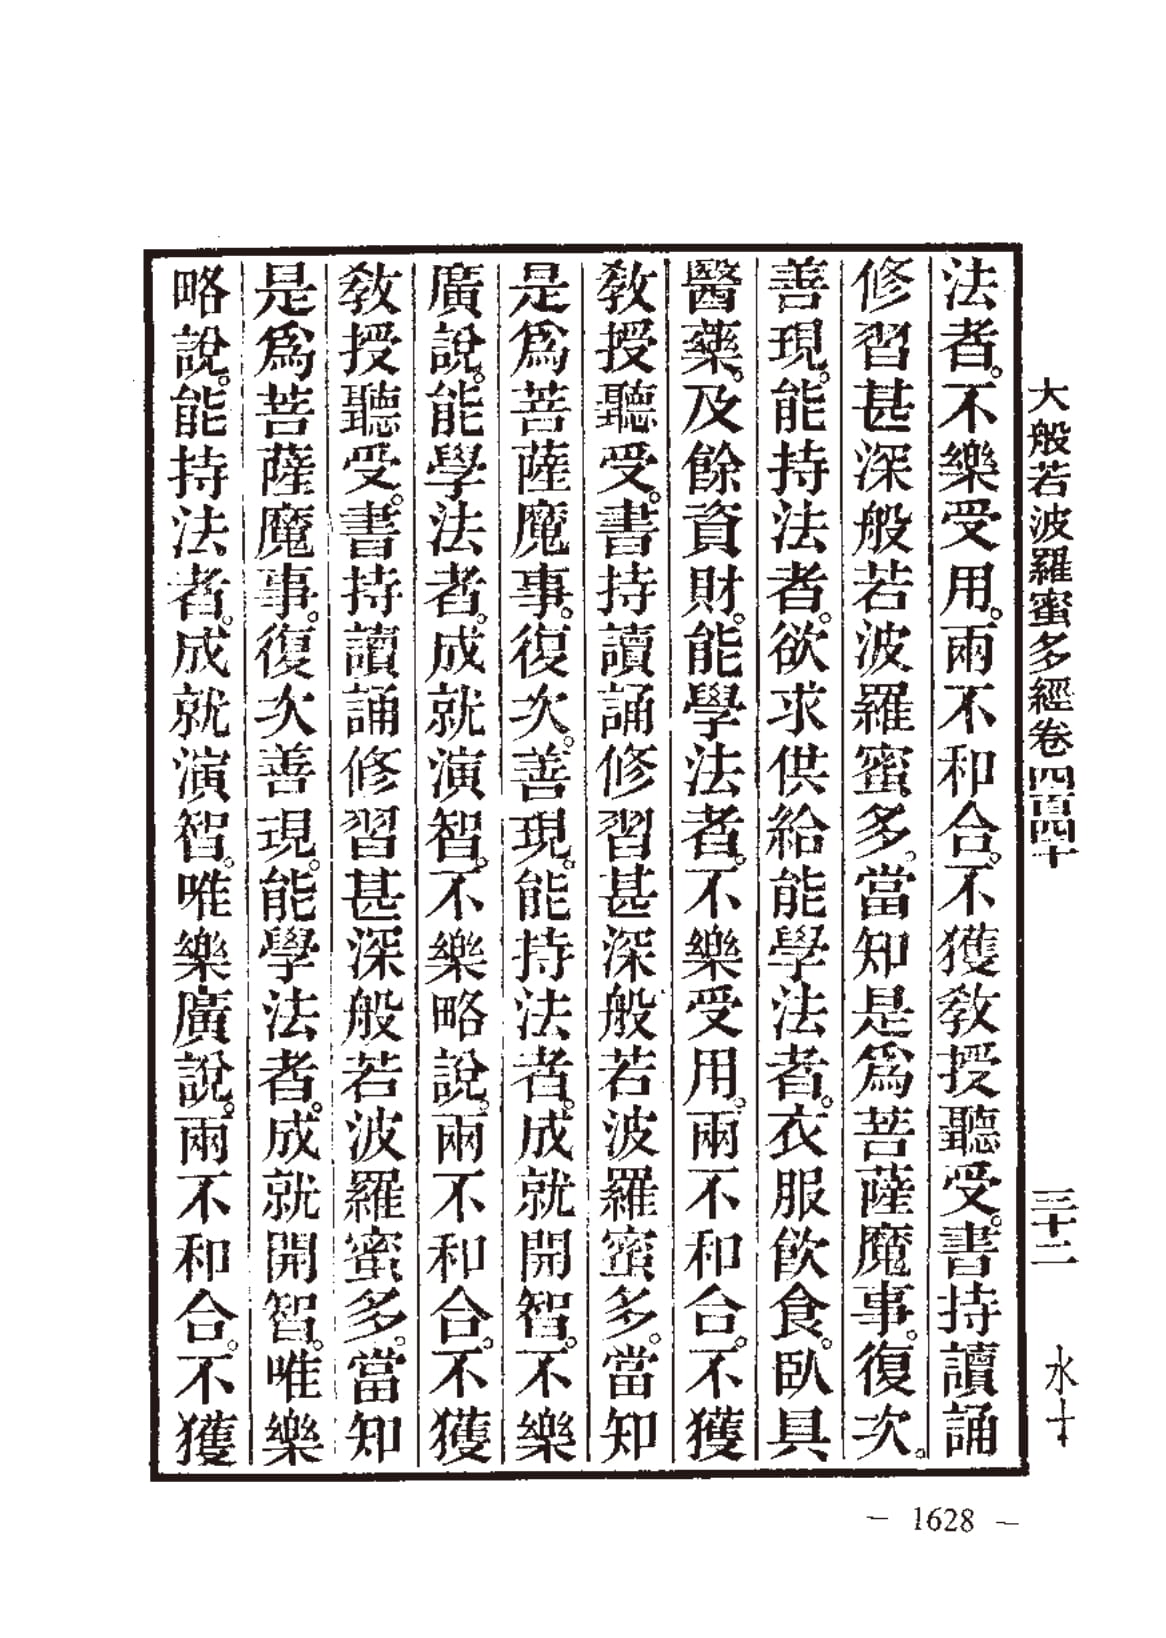 大般若波羅蜜多經卷四百四十 三十二 水十
法者。不樂受用。兩不和合。不獲敎授聽受。書持讀誦
修習甚深般若波羅蜜多。當知是爲菩薩魔事。復次。
善現。能持法者。欲求供給能學法者。衣服飮食。臥具
醫藥。及餘資財。能學法者。不樂受用。兩不和合。不獲
敎授聽受。書持讀誦修習甚深般若波羅蜜多。當知
是爲菩薩魔事。復次。善現。能持法者。成就開智。不樂
廣說。能學法者。成就演智。不樂略說。兩不和合。不獲
敎授聽受。書持讀誦修習甚深般若波羅蜜多。當知
是爲菩薩魔事。復次善現。能學法者。成就開智。唯樂
略說。能持法者。成就演智。唯樂廣說。兩不和合。不獲
— 1628 —